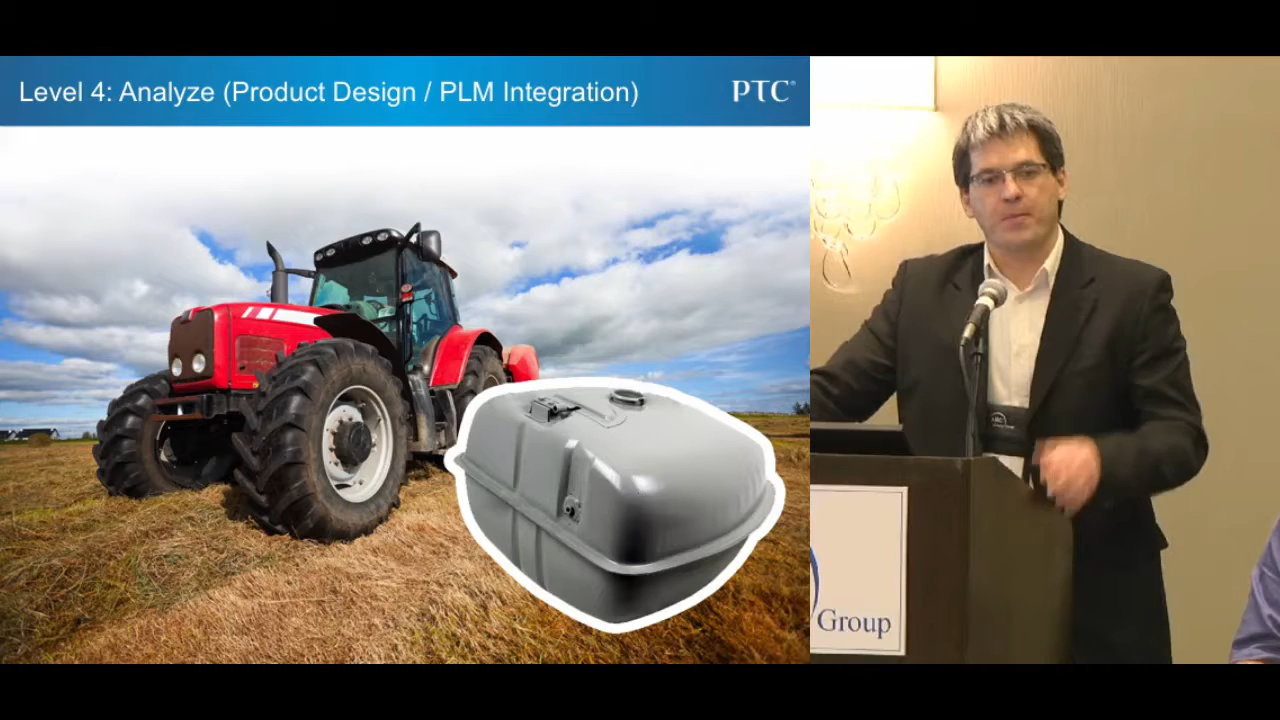 Level 4: Analyze (Product Design / PLM Integration)
PTC®
Group